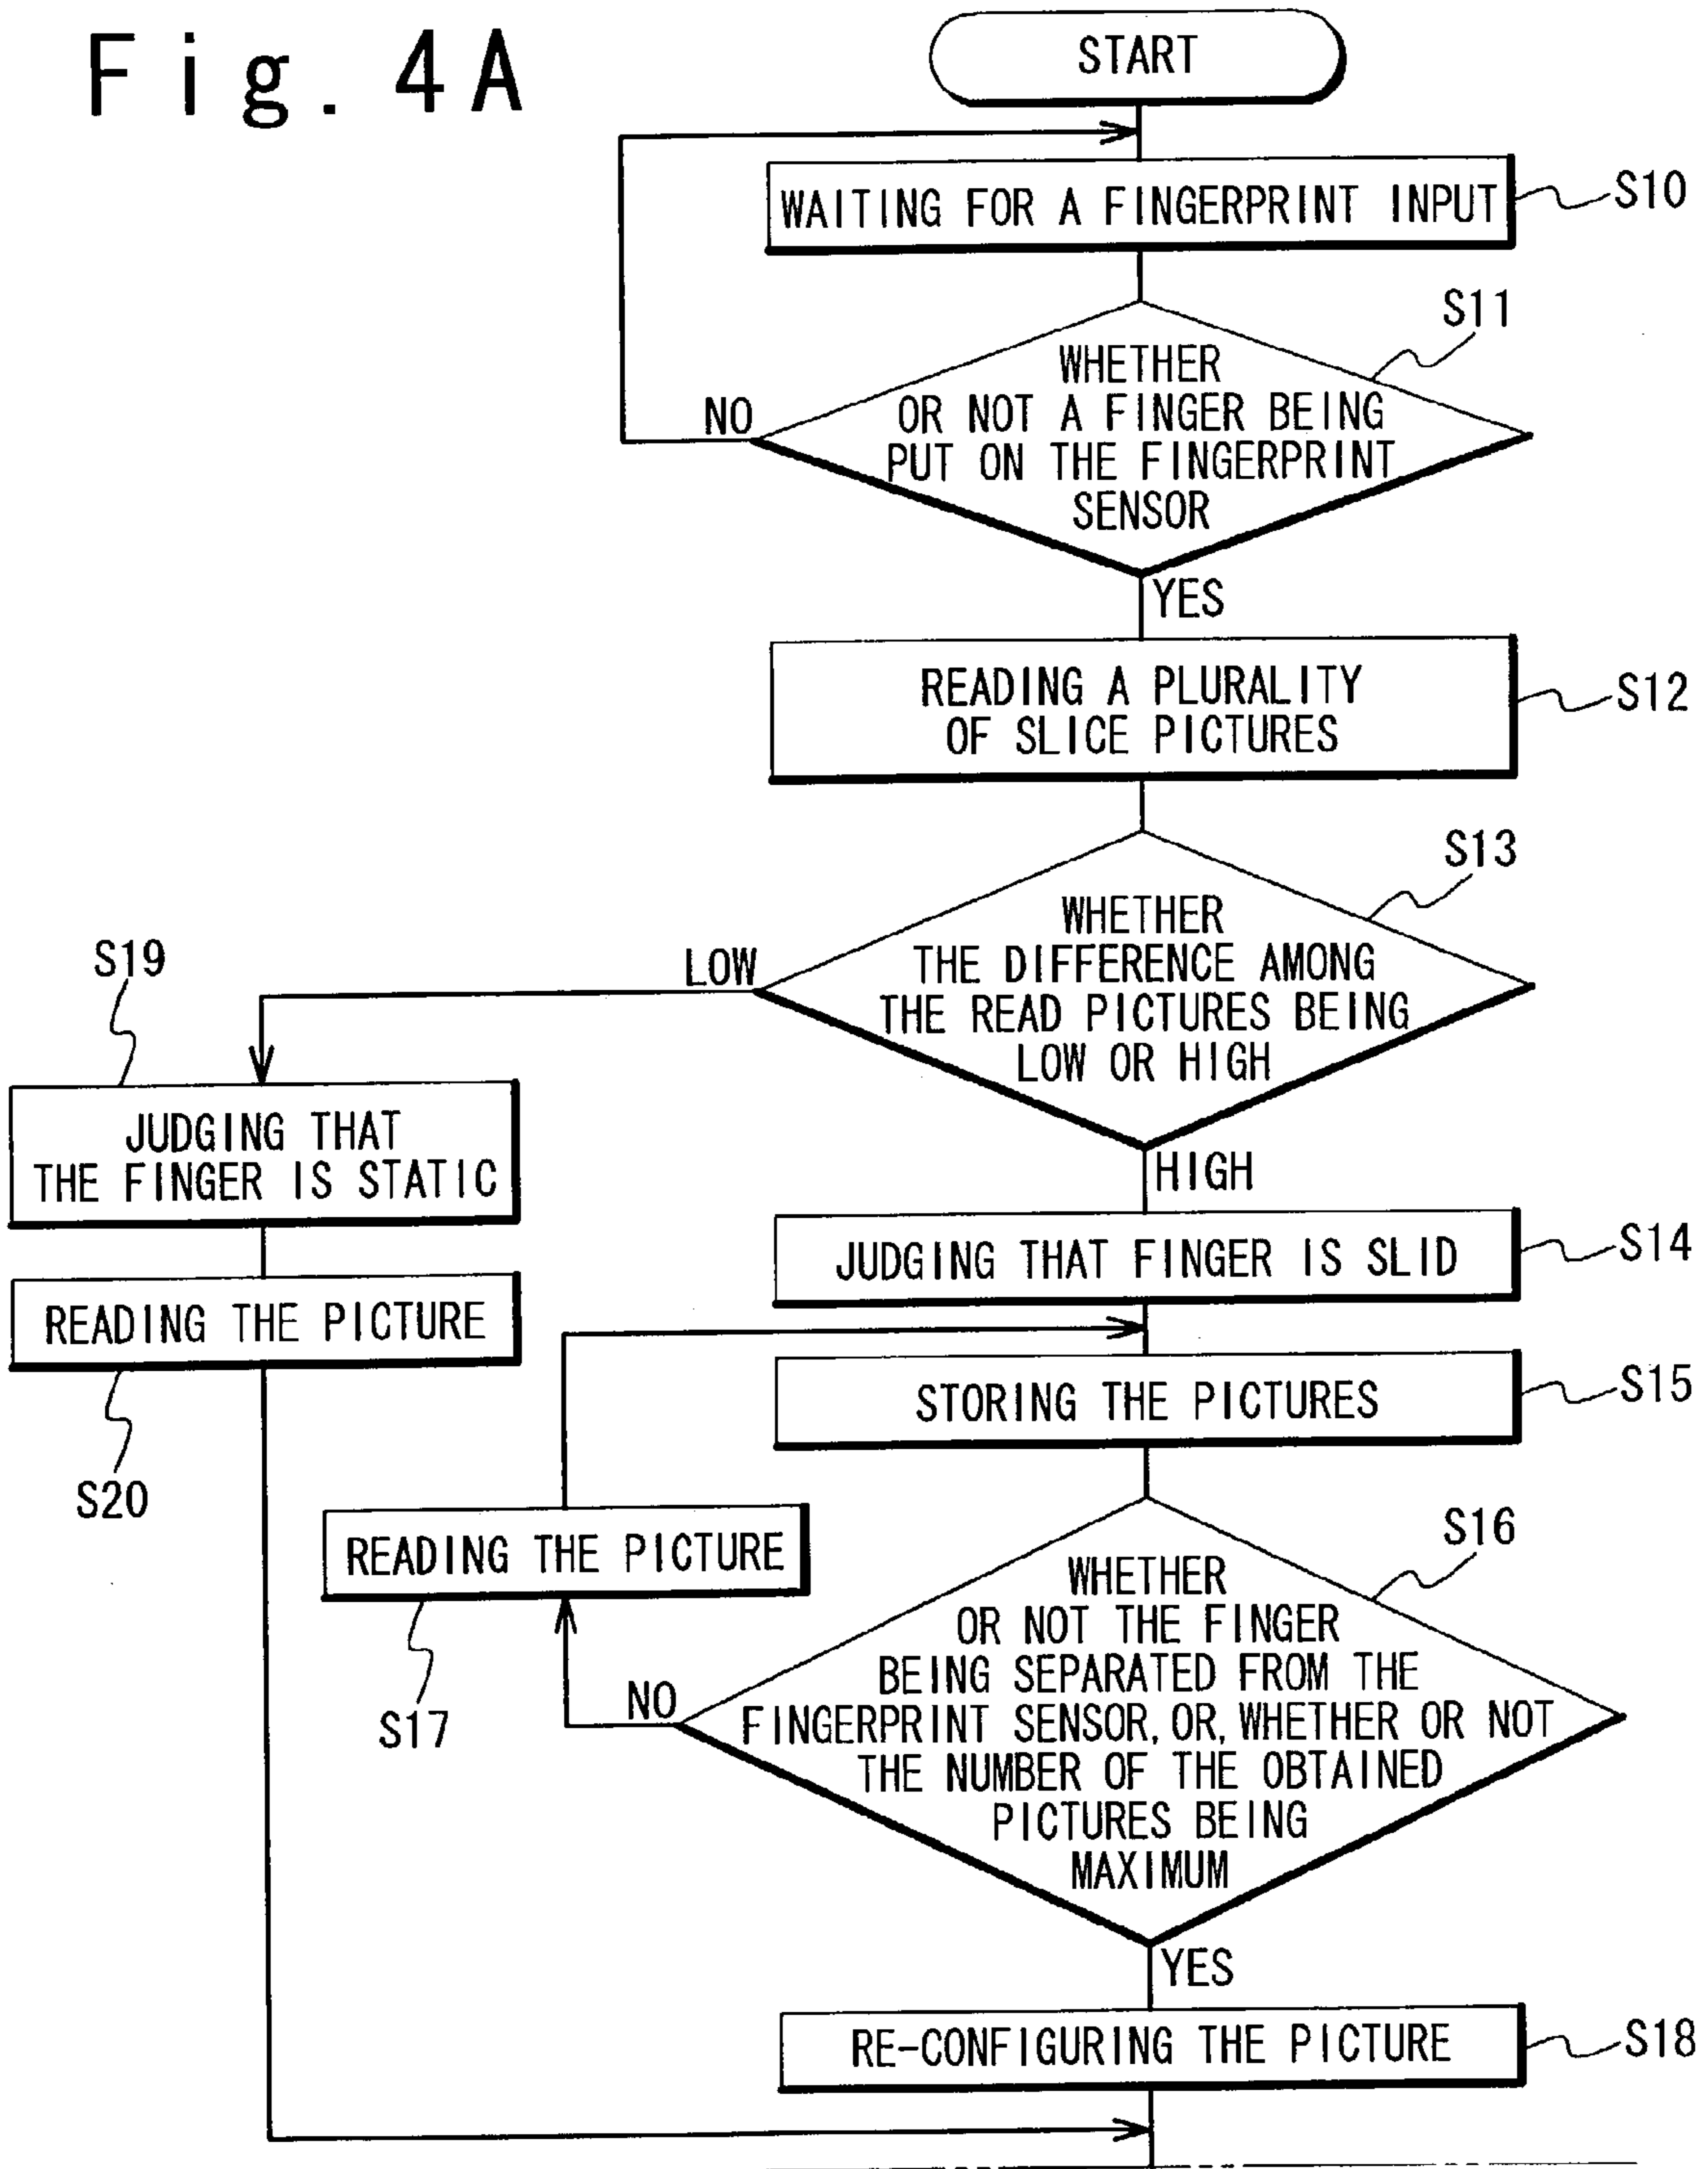 Fig. 4A
START
WAITING FOR A FINGERPRINT INPUT
S10
S11
WHETHER
OR NOT A FINGER BEING
PUT ON THE FINGERPRINT
SENSOR
NO
YES
READING A PLURALITY
OF SLICE PICTURES
S12
S13
WHETHER
THE DIFFERENCE AMONG
THE READ PICTURES BEING
LOW OR HIGH
LOW
HIGH
S19
JUDGING THAT
THE FINGER IS STATIC
JUDGING THAT FINGER IS SLID
S14
READING THE PICTURE
S20
STORING THE PICTURES
S15
READING THE PICTURE
S17
S16
WHETHER
OR NOT THE FINGER
BEING SEPARATED FROM THE
FINGERPRINT SENSOR, OR, WHETHER OR NOT
THE NUMBER OF THE OBTAINED
PICTURES BEING
MAXIMUM
NO
YES
RE-CONFIGURING THE PICTURE
S18